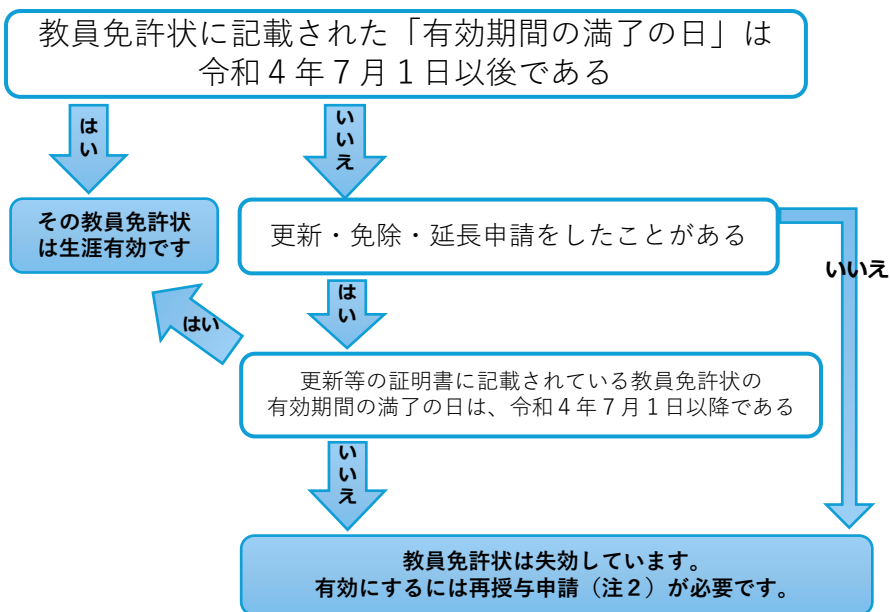 教員免許状に記載された「有効期間の満了の日」は
令和４年７月１日以後である
はい
いいえ
その教員免許状
は生涯有効です
更新・免除・延長申請をしたことがある
いいえ
はい
はい
更新等の証明書に記載されている教員免許状の
有効期間の満了の日は、令和４年７月１日以降である
いいえ
教員免許状は失効しています。
有効にするには再授与申請（注２）が必要です。